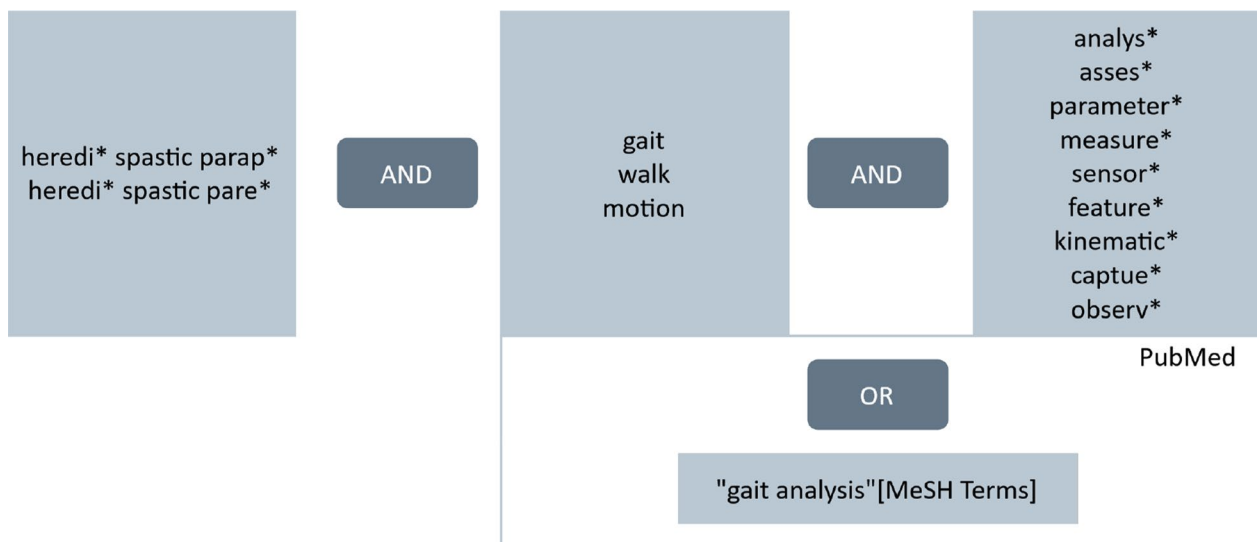 heredi* spastic parap*
heredi* spastic pare*
AND
gait
walk
motion
AND
analys*
asses*
parameter*
measure*
sensor*
feature*
kinematic*
captue*
observ*
PubMed
OR
"gait analysis"[MeSH Terms]